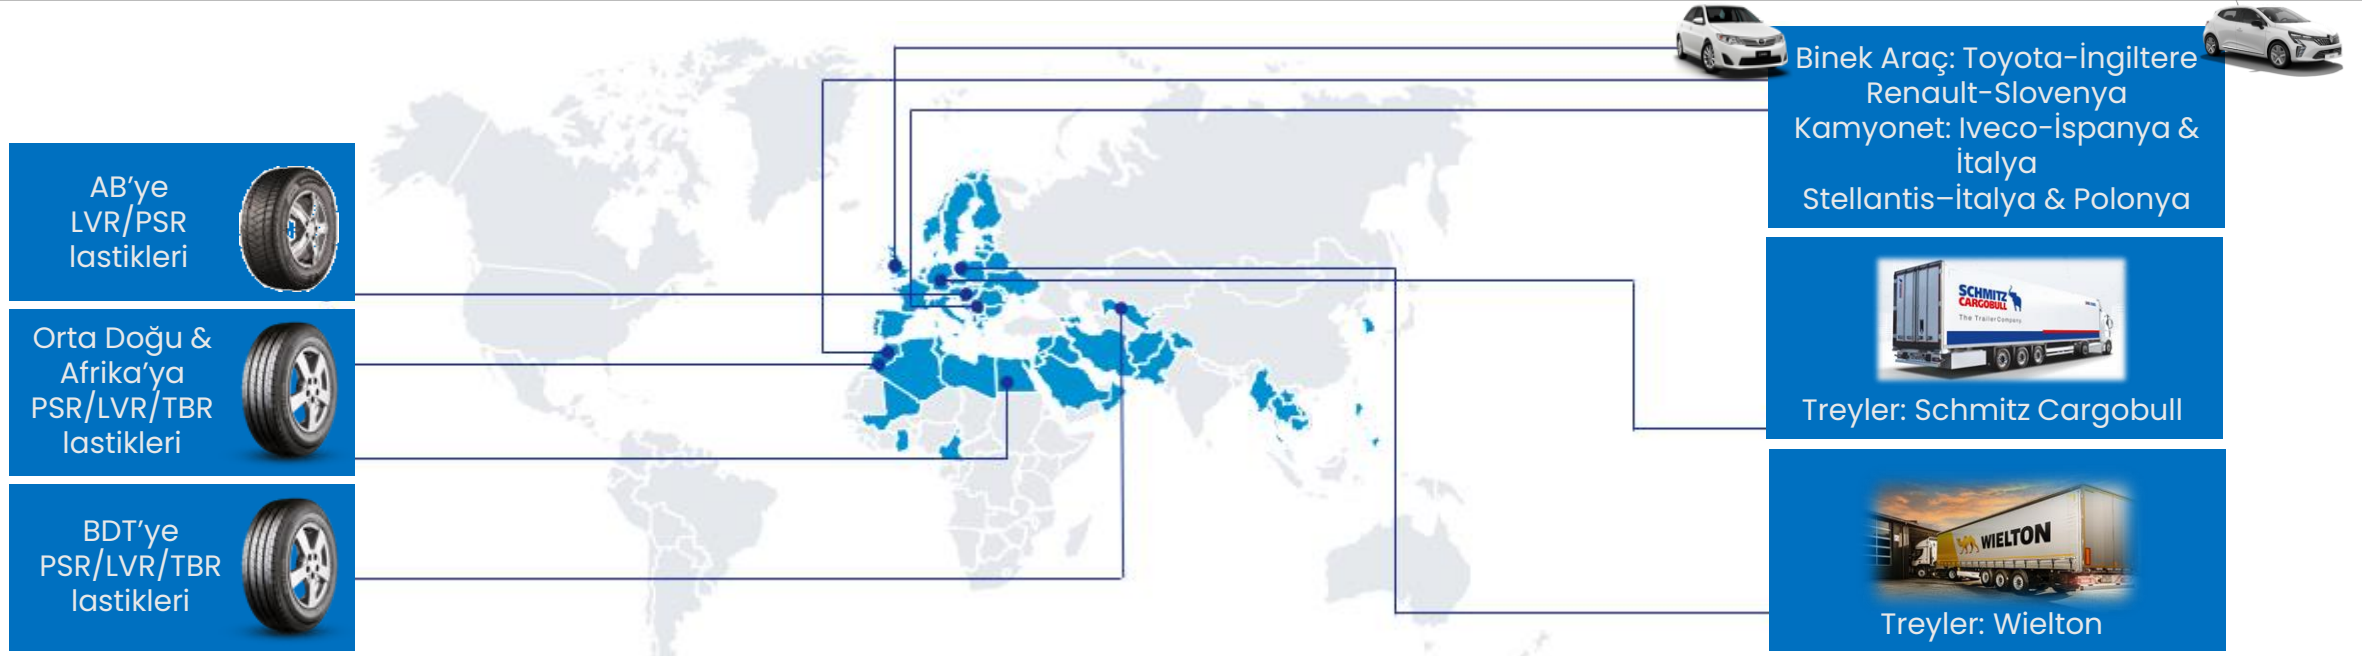 AB’ye
LVR/PSR
lastikleri
Orta Doğu &
Afrika’ya
PSR/LVR/TBR
lastikleri
BDT’ye
PSR/LVR/TBR
lastikleri
Binek Araç: Toyota-İngiltere
Renault-Slovenya
Kamyonet: Iveco-İspanya &
İtalya
Stellantis–İtalya & Polonya
SCHMITZ
CARGOBULL
The Trailer Company.
Treyler: Schmitz Cargobull
WIELTON
Treyler: Wielton